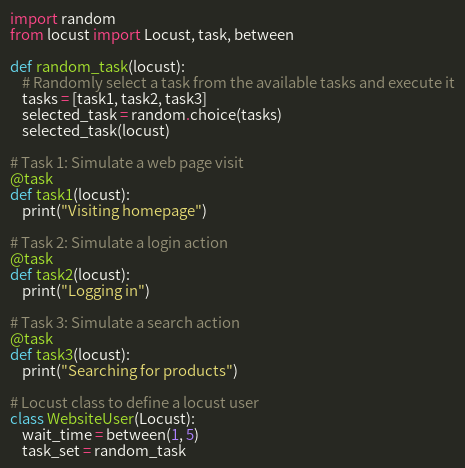 import random
from locust import Locust, task, between

def random_task(locust):
    # Randomly select a task from the available tasks and execute it
    tasks = [task1, task2, task3]
    selected_task = random.choice(tasks)
    selected_task(locust)

# Task 1: Simulate a web page visit
@task
def task1(locust):
    print("Visiting homepage")

# Task 2: Simulate a login action
@task
def task2(locust):
    print("Logging in")

# Task 3: Simulate a search action
@task
def task3(locust):
    print("Searching for products")

# Locust class to define a locust user
class WebsiteUser(Locust):
    wait_time = between(1, 5)
    task_set = random_task